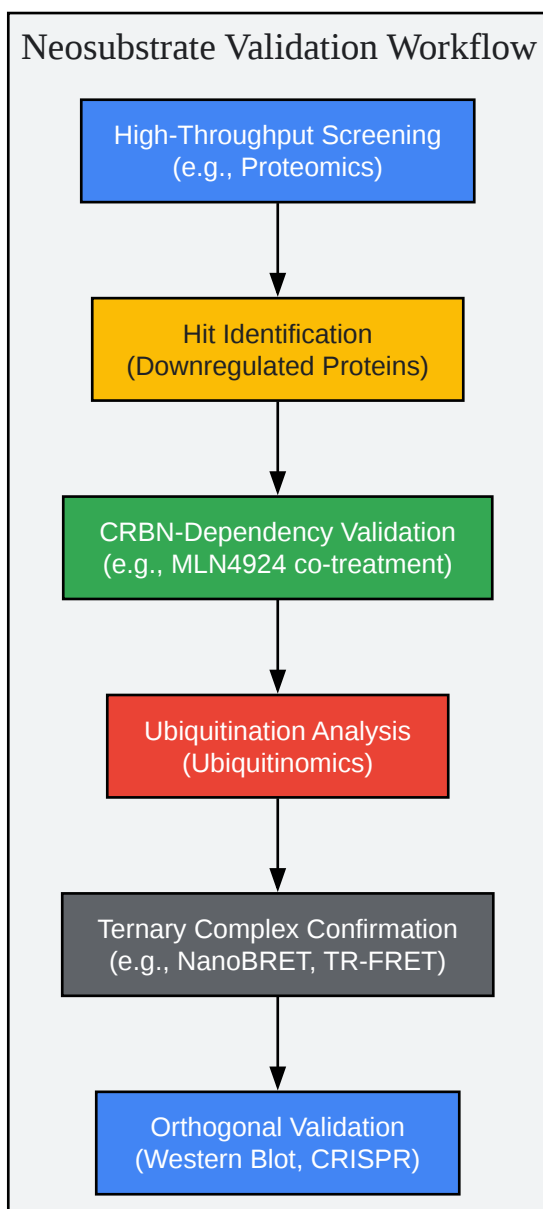 Neosubstrate Validation Workflow
High-Throughput Screening
(e.g., Proteomics)
Hit Identification
(Downregulated Proteins)
CRBN-Dependency Validation
(e.g., MLN4924 co-treatment)
Ubiquitination Analysis
(Ubiquitinomics)
Ternary Complex Confirmation
(e.g., NanoBRET, TR-FRET)
Orthogonal Validation
(Western Blot, CRISPR)